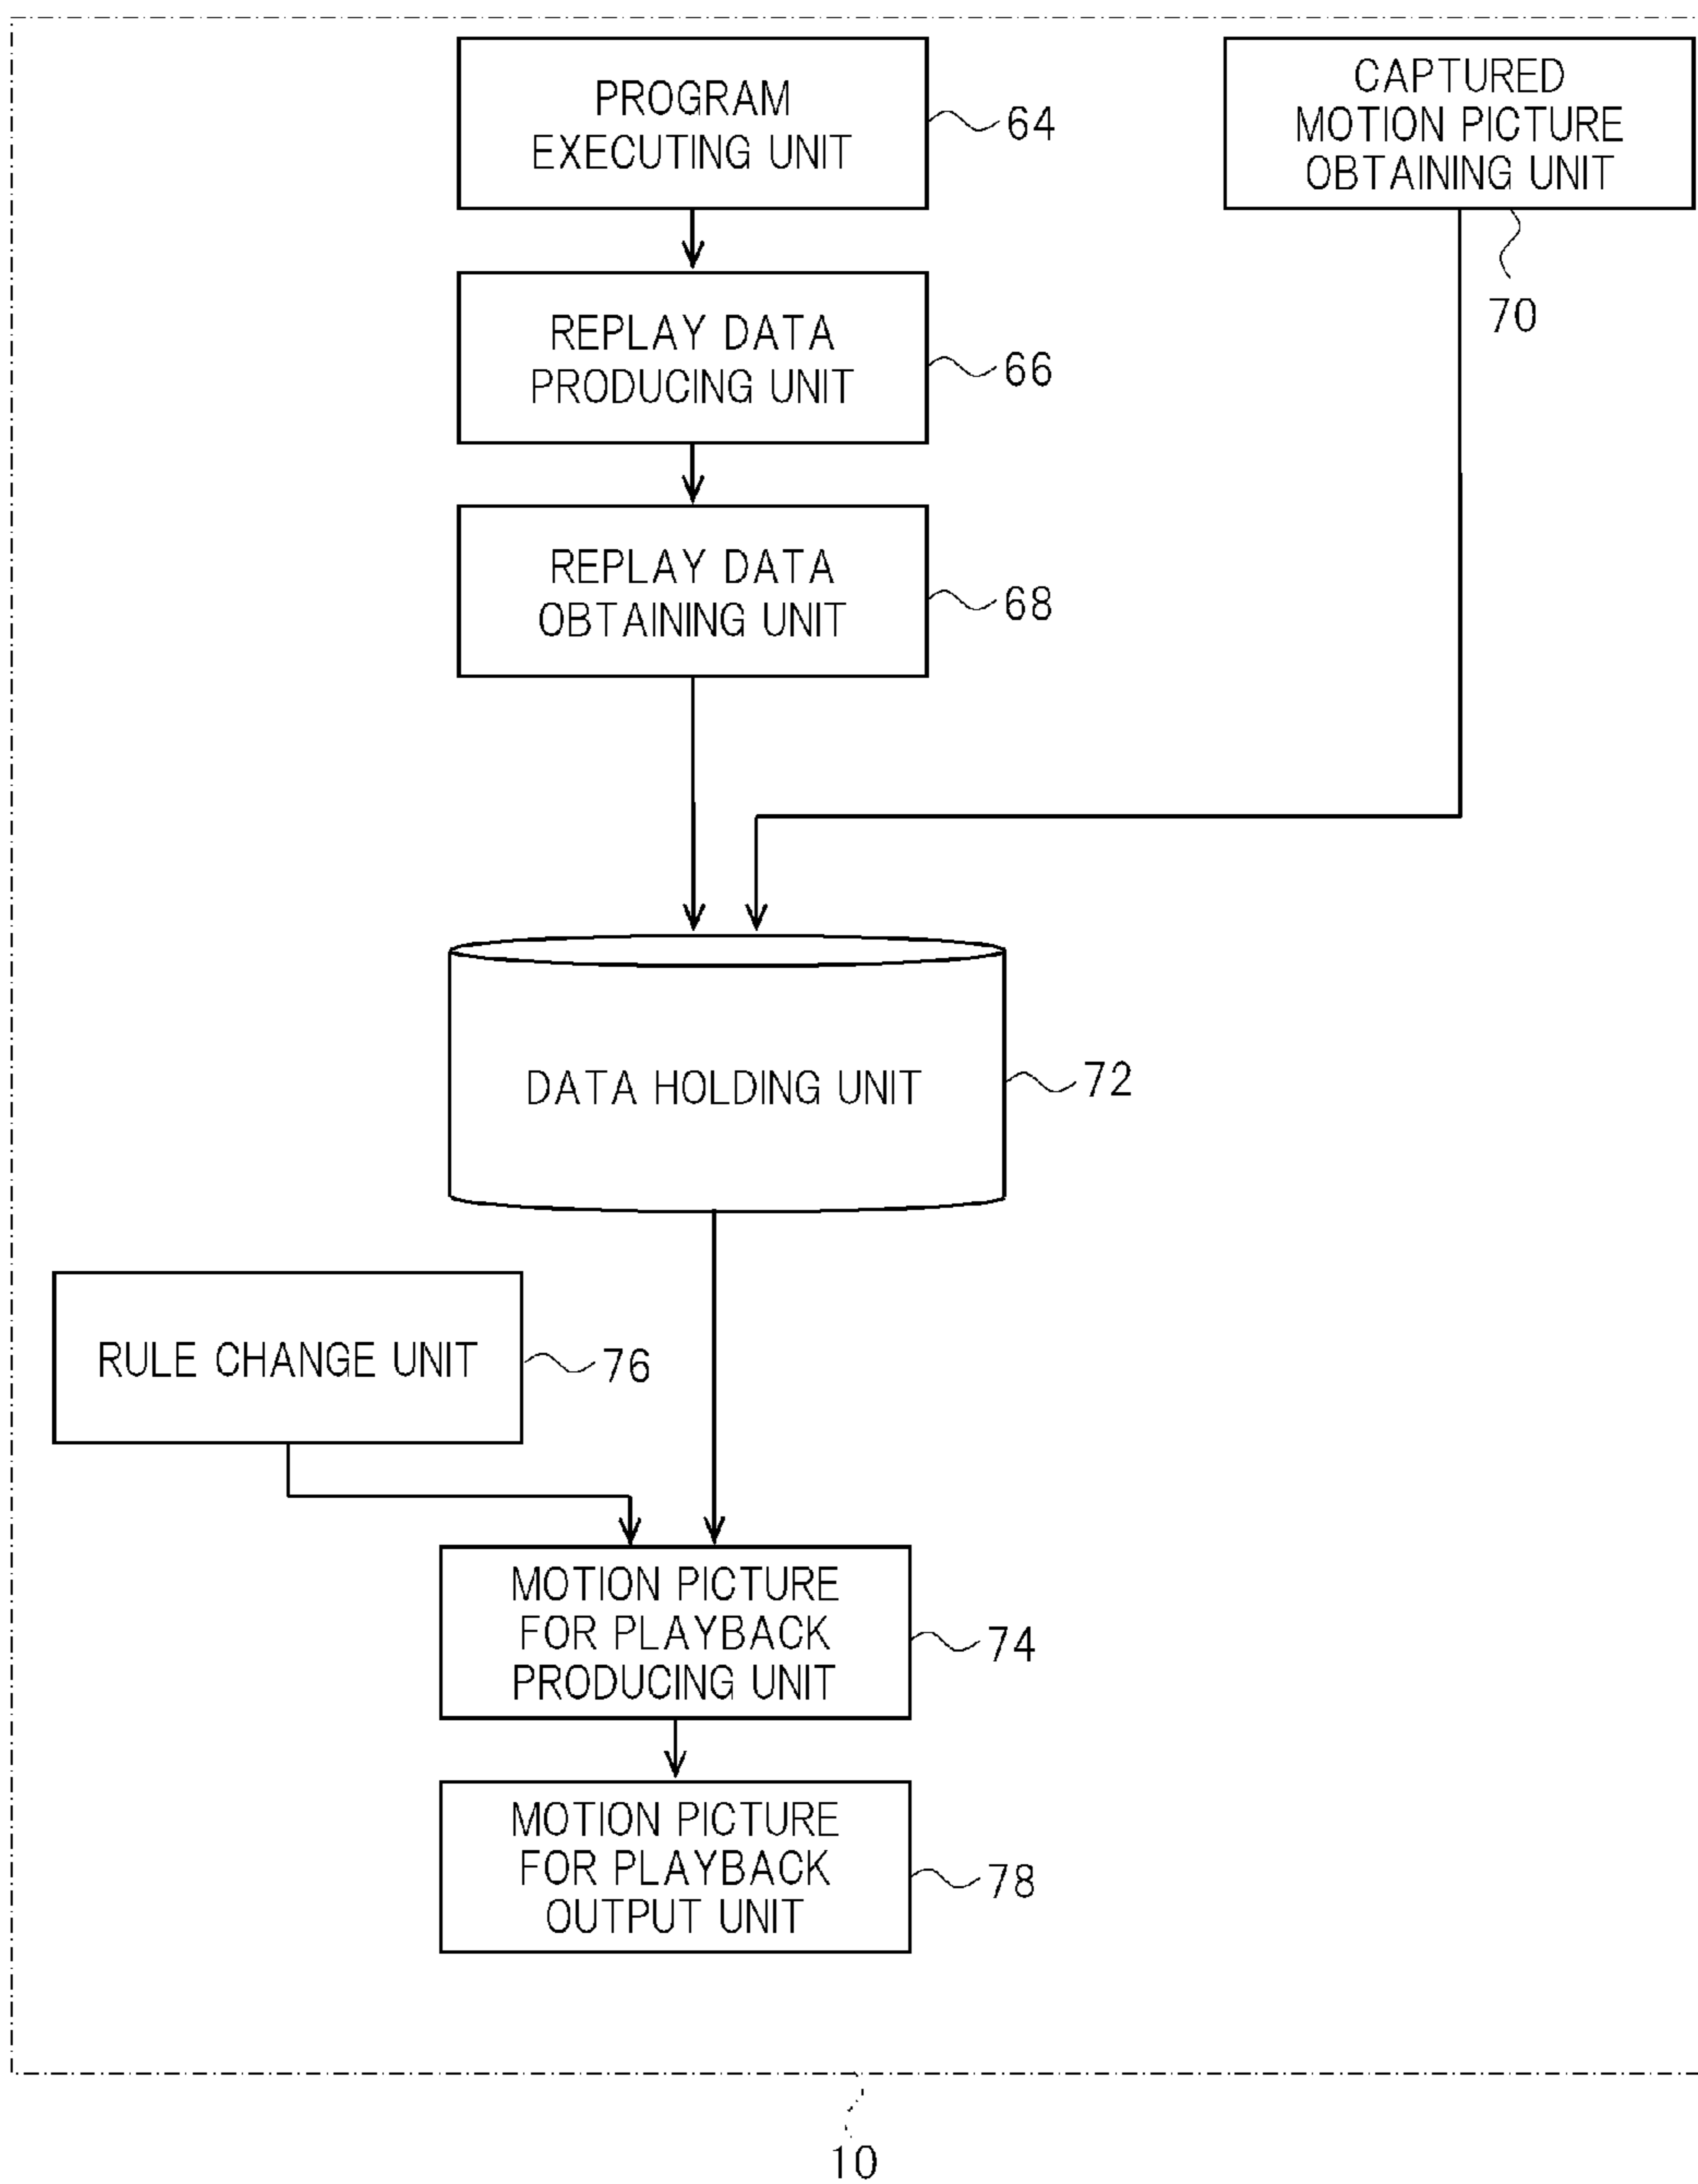 PROGRAM
EXECUTING UNIT
64
CAPTURED
MOTION PICTURE
OBTAINING UNIT
70
REPLAY DATA
PRODUCING UNIT
66
REPLAY DATA
OBTAINING UNIT
68
DATA HOLDING UNIT
72
RULE CHANGE UNIT
76
MOTION PICTURE
FOR PLAYBACK
PRODUCING UNIT
74
MOTION PICTURE
FOR PLAYBACK
OUTPUT UNIT
78
10